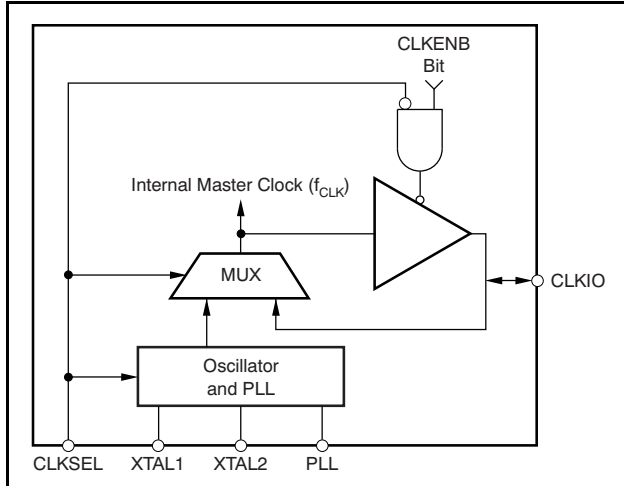 CLKENB
Bit
Internal Master Clock (fCLK)
MUX
CLKIO
Oscillator
and PLL
CLKSEL XTAL1 XTAL2 PLL